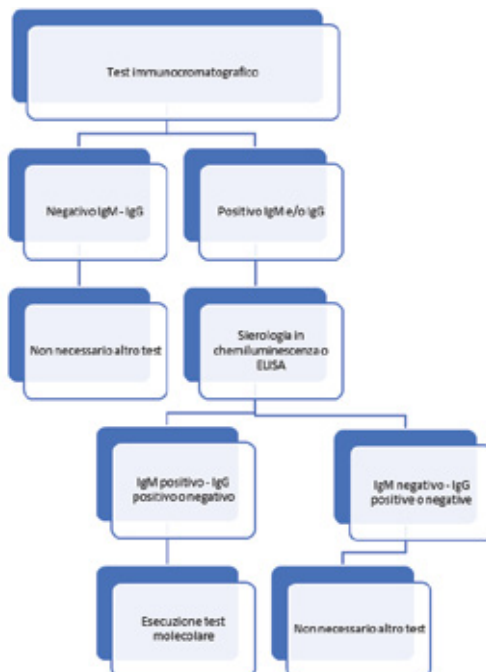 Test immunocromatografico
Negativo IgM - IgG
Positivo IgM e/o IgG
Non necessario altro test
Sierologia in
chemiluminescenza o
ELISA
IgM positivo - IgG
positivo o negativo
IgM negativo - IgG
positive o negative
Esecuzione test
molecolare
Non necessario altro test